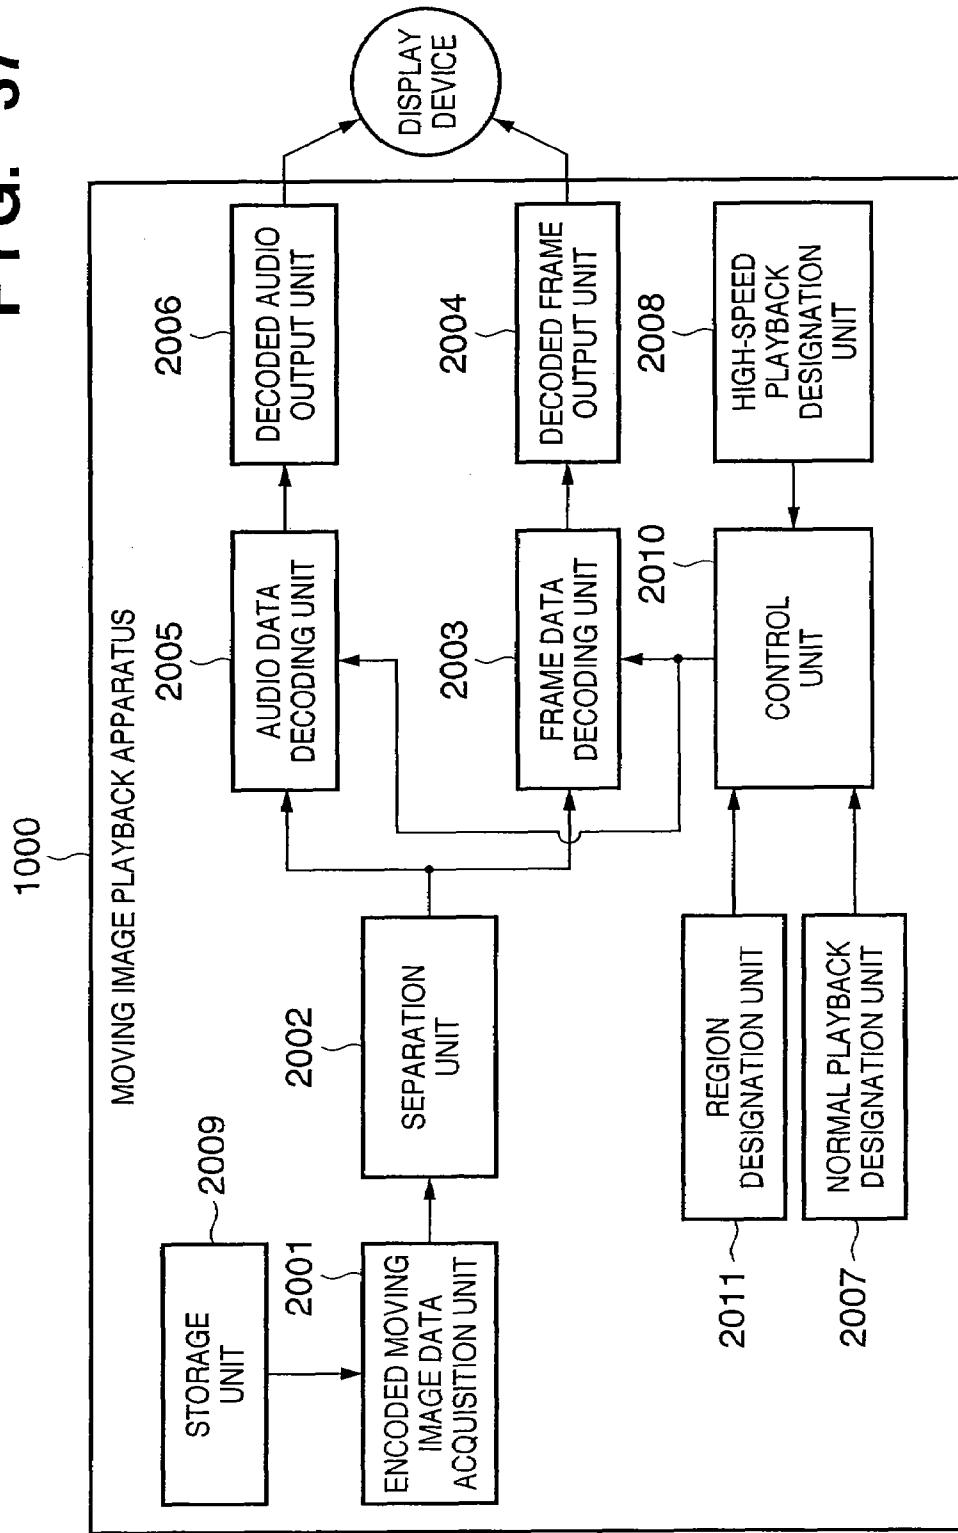 FIG. 37
1000
MOVING IMAGE PLAYBACK APPARATUS
2009
STORAGE
UNIT
2001
ENCODED MOVING
IMAGE DATA
ACQUISITION UNIT
2002
SEPARATION
UNIT
2005
AUDIO DATA
DECODING UNIT
2006
DECODED AUDIO
OUTPUT UNIT
2003
FRAME DATA
DECODING UNIT
2004
DECODED FRAME
OUTPUT UNIT
DISPLAY
DEVICE
2011
REGION
DESIGNATION UNIT
2007
NORMAL PLAYBACK
DESIGNATION UNIT
2010
CONTROL
UNIT
2008
HIGH-SPEED
PLAYBACK
DESIGNATION
UNIT